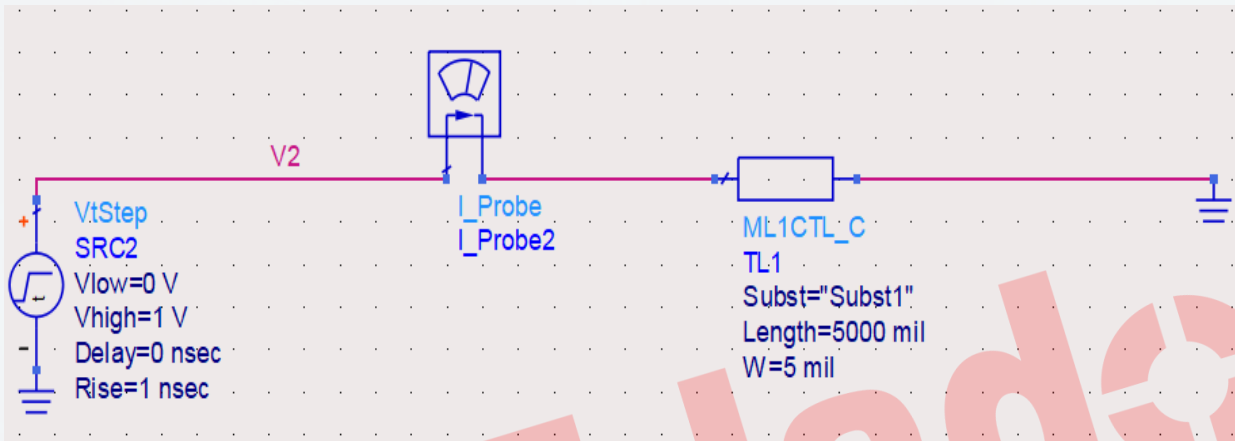 V2
VtStep
SRC2
Vlow=0 V
Vhigh=1 V
Delay=0 nsec
Rise=1 nsec
+
t
−
I_Probe
I_Probe2
ML1CTL_C
TL1
Subst="Subst1"
Length=5000 mil
W=5 mil